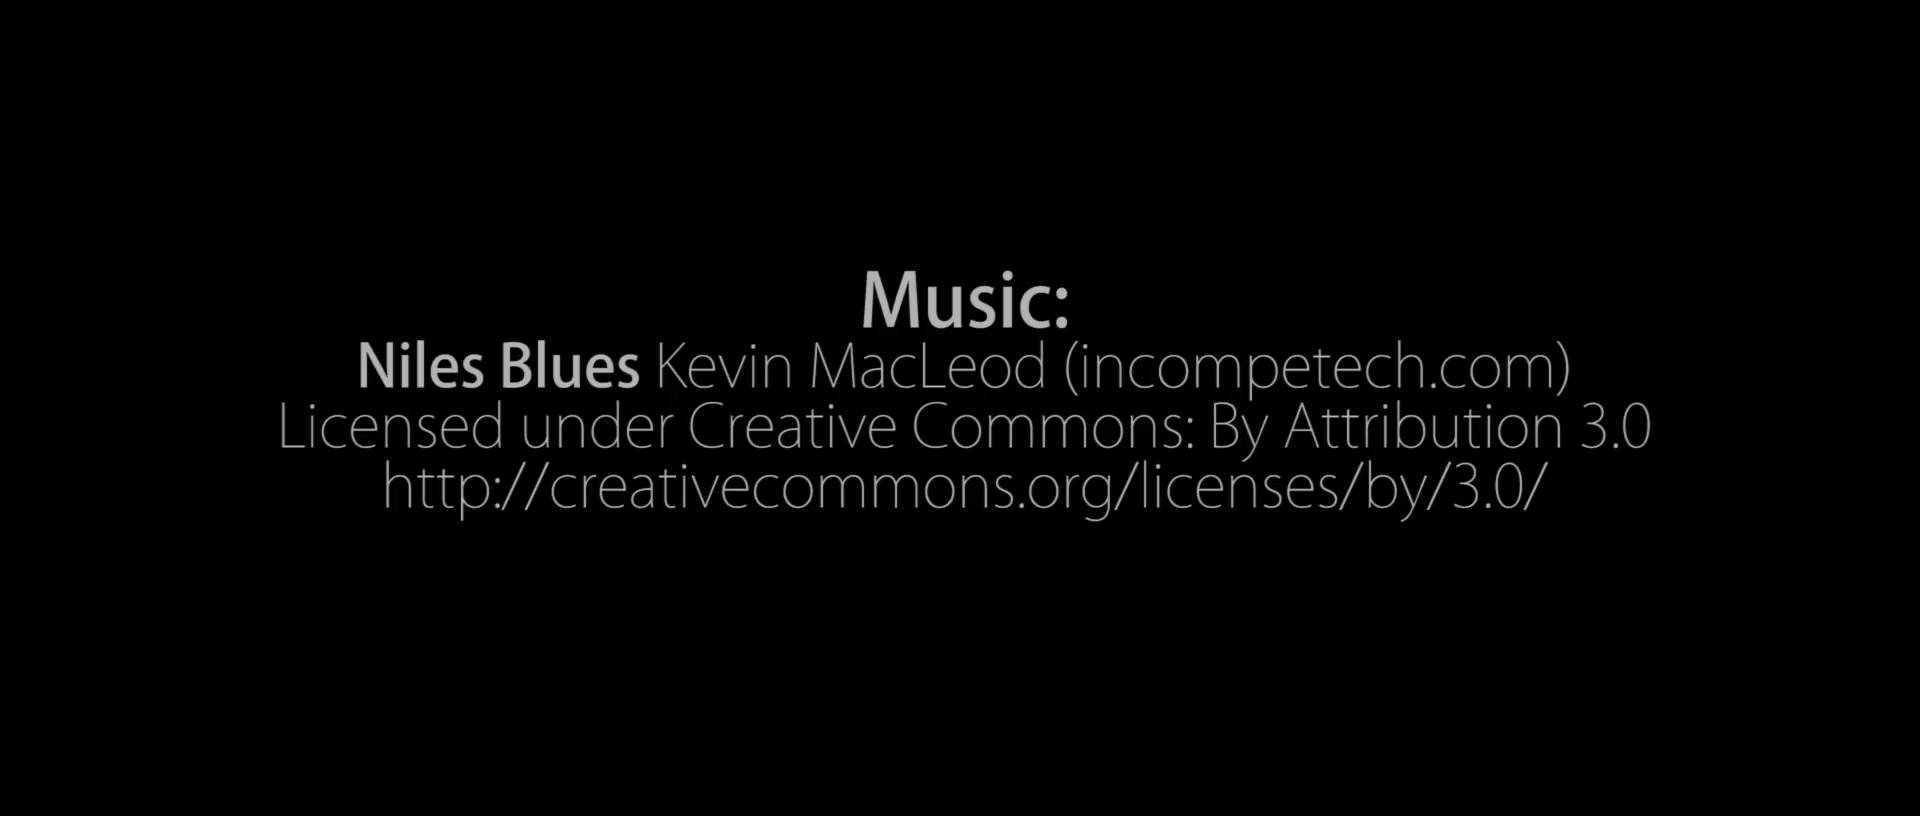 Music:
Niles Blues Kevin MacLeod (incompetech.com)
Licensed under Creative Commons: By Attribution 3.0
http://creativecommons.org/licenses/by/3.0/